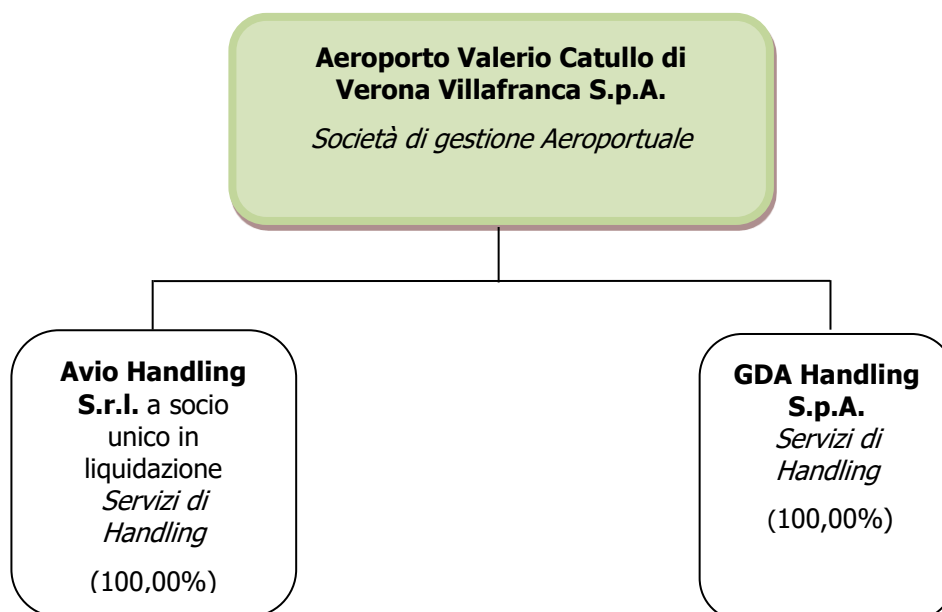 Aeroporto Valerio Catullo di
Verona Villafranca S.p.A.
Società di gestione Aeroportuale
Avio Handling
S.r.l. a socio
unico in
liquidazione
Servizi di
Handling
(100,00%)
GDA Handling
S.p.A.
Servizi di
Handling
(100,00%)